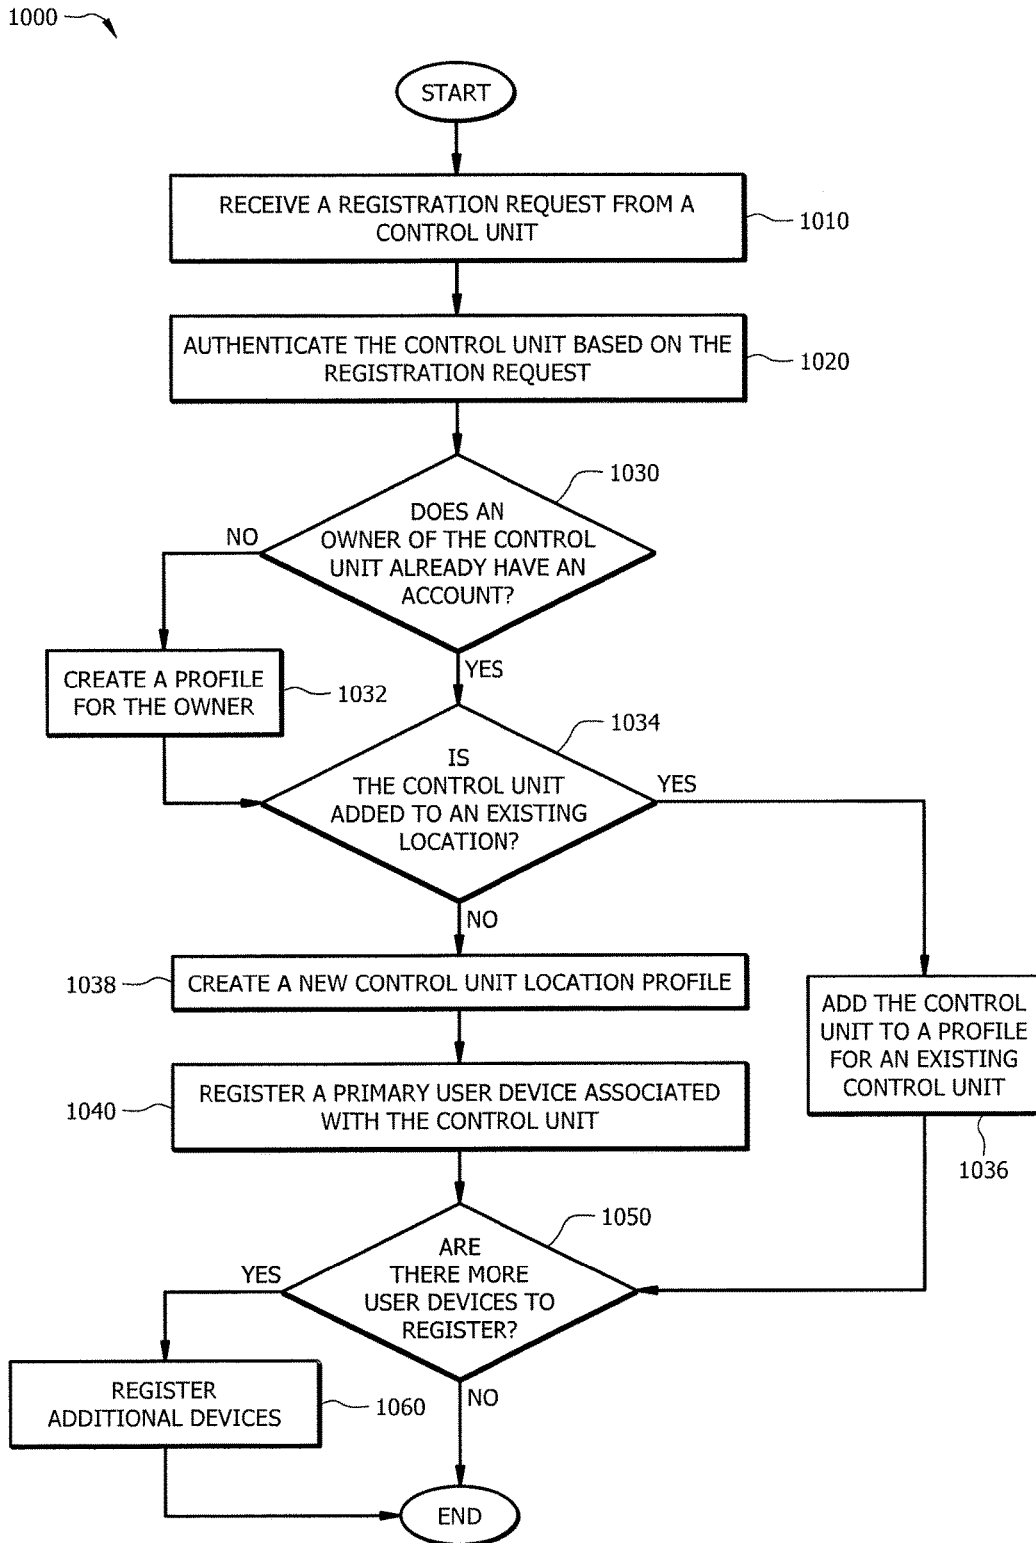 1000
START
RECEIVE A REGISTRATION REQUEST FROM A
CONTROL UNIT
1010
AUTHENTICATE THE CONTROL UNIT BASED ON THE
REGISTRATION REQUEST
1020
1030
DOES AN
OWNER OF THE CONTROL
UNIT ALREADY HAVE AN
ACCOUNT?
NO
YES
CREATE A PROFILE
FOR THE OWNER
1032
1034
IS
THE CONTROL UNIT
ADDED TO AN EXISTING
LOCATION?
YES
NO
1038
CREATE A NEW CONTROL UNIT LOCATION PROFILE
ADD THE CONTROL
UNIT TO A PROFILE
FOR AN EXISTING
CONTROL UNIT
1036
1040
REGISTER A PRIMARY USER DEVICE ASSOCIATED
WITH THE CONTROL UNIT
1050
ARE
THERE MORE
USER DEVICES TO
REGISTER?
YES
NO
REGISTER
ADDITIONAL DEVICES
1060
END